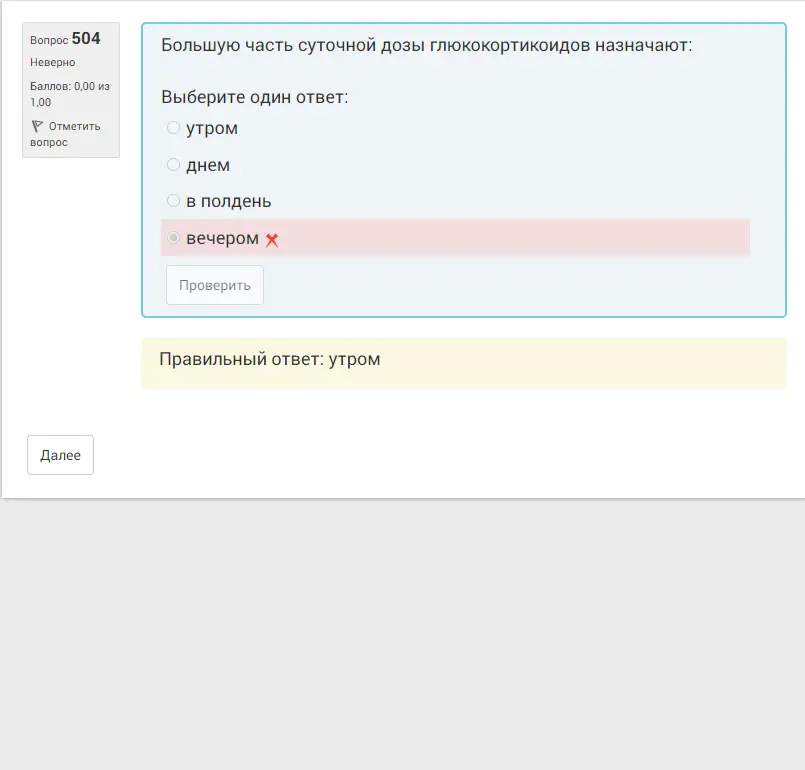 Вопрос 504
Неверно
Баллов: 0,00 из
1,00
Отметить
вопрос
Большую часть суточной дозы глюкокортикоидов назначают:
Выберите один ответ:
утром
днем
в полдень
вечером
Проверить
Правильный ответ: утром
Далее